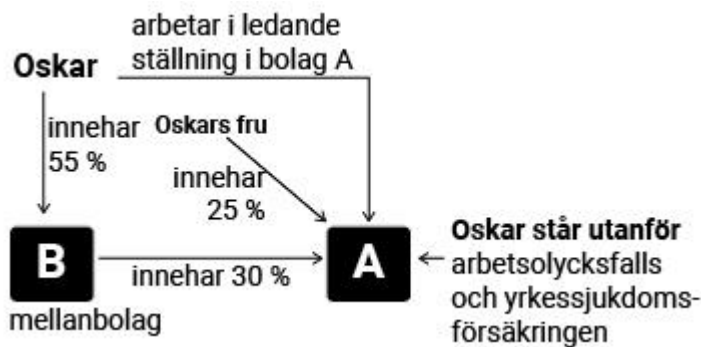 arbetar i ledande
ställning i bolag A
Oskar
innehar
55 %
Oskars fru
innehar
25 %
B
innehar 30 %
A
mellanbolag
Oskar står utanför
arbetsolycksfalls
och yrkessjukdoms-
försäkringen